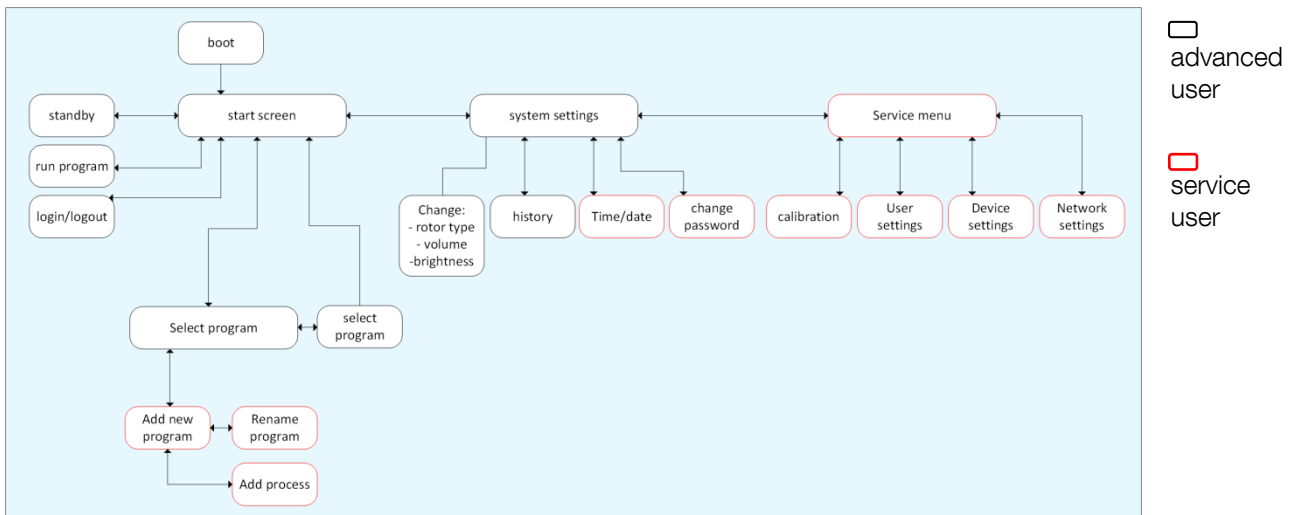 boot
standby
start screen
system settings
Service menu
run program
login/logout
Change:
- rotor type
- volume
-brightness
history
Time/date
change
password
calibration
User
settings
Device
settings
Network
settings
Select program
select
program
Add new
program
Rename
program
Add process
advanced
user
service
user